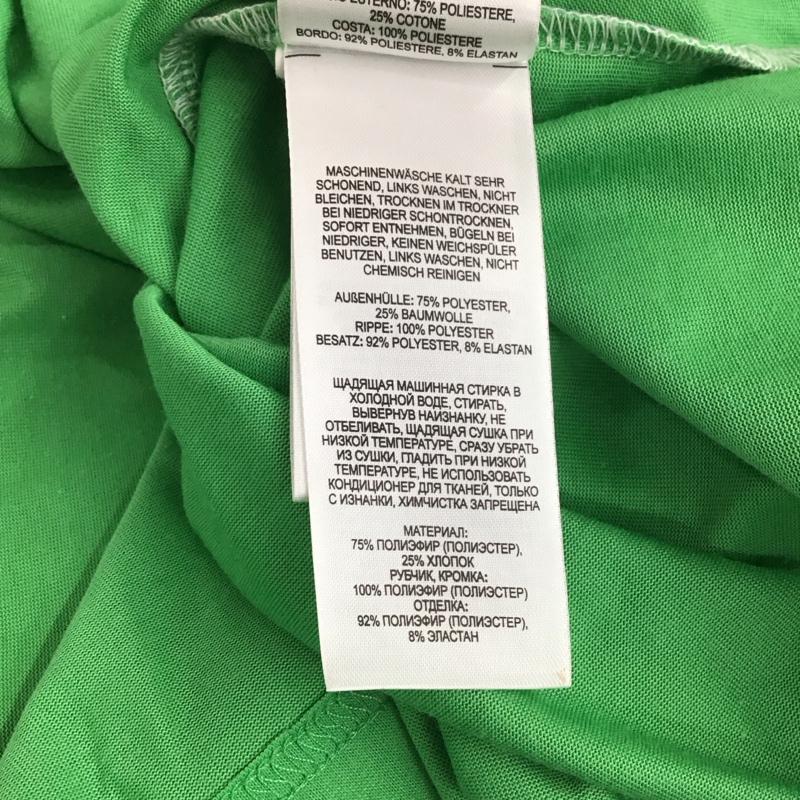 ESTERNO: 75% POLIESTERE,
25% COTONE
COSTA: 100% POLIESTERE
BORDO: 92% POLIESTERE, 8% ELASTAN
MASCHINENWÄSCHE KALT SEHR
SCHONEND, LINKS WASCHEN, NICHT
BLEICHEN, TROCKNEN IM TROCKNER
BEI NIEDRIGER SCHONTROCKNEN,
SOFORT ENTNEHMEN, BÜGELN BEI
NIEDRIGER, KEINEN WEICHSPÜLER
BENUTZEN, LINKS WASCHEN, NICHT
CHEMISCH REINIGEN
AUßENHÜLLE: 75% POLYESTER,
25% BAUMWOLLE
RIPPE: 100% POLYESTER
BESATZ: 92% POLYESTER, 8% ELASTAN
ЩАДЯЩАЯ МАШИННАЯ СТИРКА В
ХОЛОДНОЙ ВОДЕ, СТИРАТЬ,
ВЫВЕРНУВ НАИЗНАНКУ, НЕ
ОТБЕЛИВАТЬ, ЩАДЯЩАЯ СУШКА ПРИ
НИЗКОЙ ТЕМПЕРАТУРЕ, СРАЗУ УБРАТЬ
ИЗ СУШКИ, ГЛАДИТЬ ПРИ НИЗКОЙ
ТЕМПЕРАТУРЕ, НЕ ИСПОЛЬЗОВАТЬ
КОНДИЦИОНЕР ДЛЯ ТКАНЕЙ, ТОЛЬКО
С ИЗНАНКИ, ХИМЧИСТКА ЗАПРЕЩЕНА
МАТЕРИАЛ:
75% ПОЛИЭФИР (ПОЛИЭСТЕР),
25% ХЛОПОК
РУБЧИК, КРОМКА:
100% ПОЛИЭФИР (ПОЛИЭСТЕР)
ОТДЕЛКА:
92% ПОЛИЭФИР (ПОЛИЭСТЕР),
8% ЭЛАСТАН